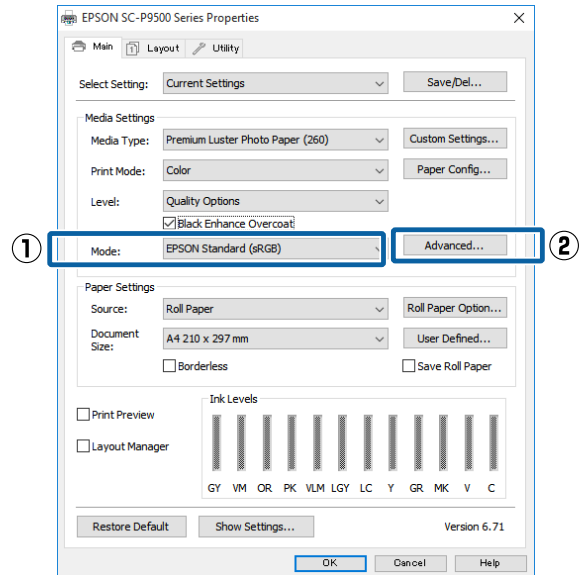 EPSON SC-P9500 Series Properties
Main Layout Utility
Select Setting: Current Settings Save/Del...
Media Settings
Media Type: Premium Luster Photo Paper (260) Custom Settings...
Print Mode: Color Paper Config...
Level: Quality Options
Black Enhance Overcoat
① Mode: EPSON Standard (sRGB) Advanced... ②
Paper Settings
Source: Roll Paper Roll Paper Option...
Document Size: A4 210 x 297 mm User Defined...
Borderless Save Roll Paper
Ink Levels
Print Preview
Layout Manager
GY VM OR PK VLM LGY LC Y GR MK V C
Restore Default Show Settings... Version 6.71
OK Cancel Help